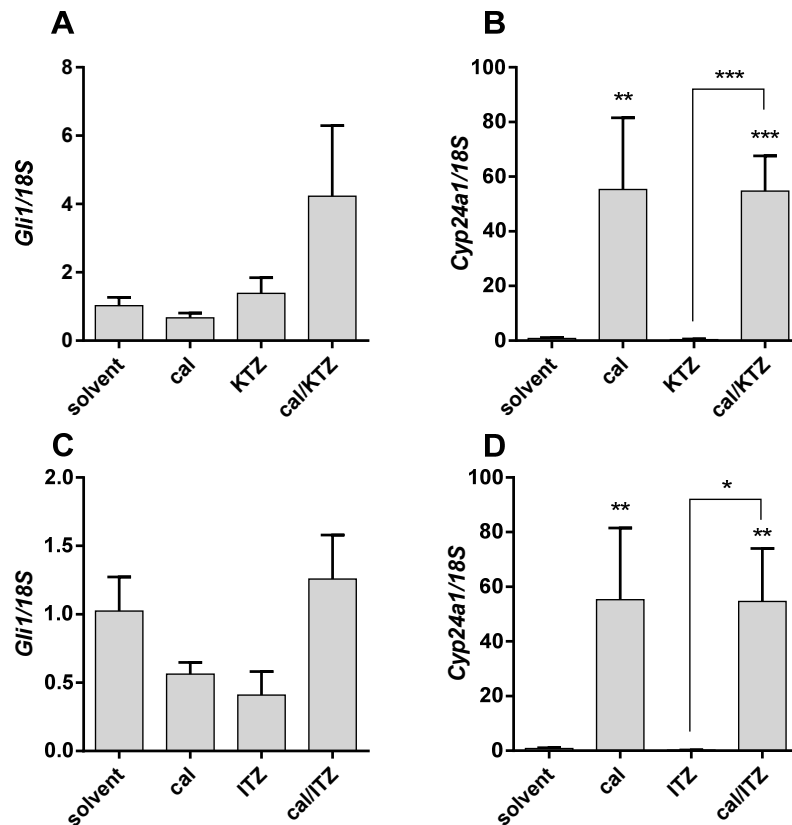 A
Gli1/18S
8
6
4
2
0
solvent
cal
KTZ
cal/KTZ
B
Cyp24a1/18S
100
80
60
40
20
0
**
***
***
solvent
cal
KTZ
cal/KTZ
C
Gli1/18S
2.0
1.5
1.0
0.5
0.0
solvent
cal
ITZ
cal/ITZ
D
Cyp24a1/18S
100
80
60
40
20
0
**
*
**
solvent
cal
ITZ
cal/ITZ